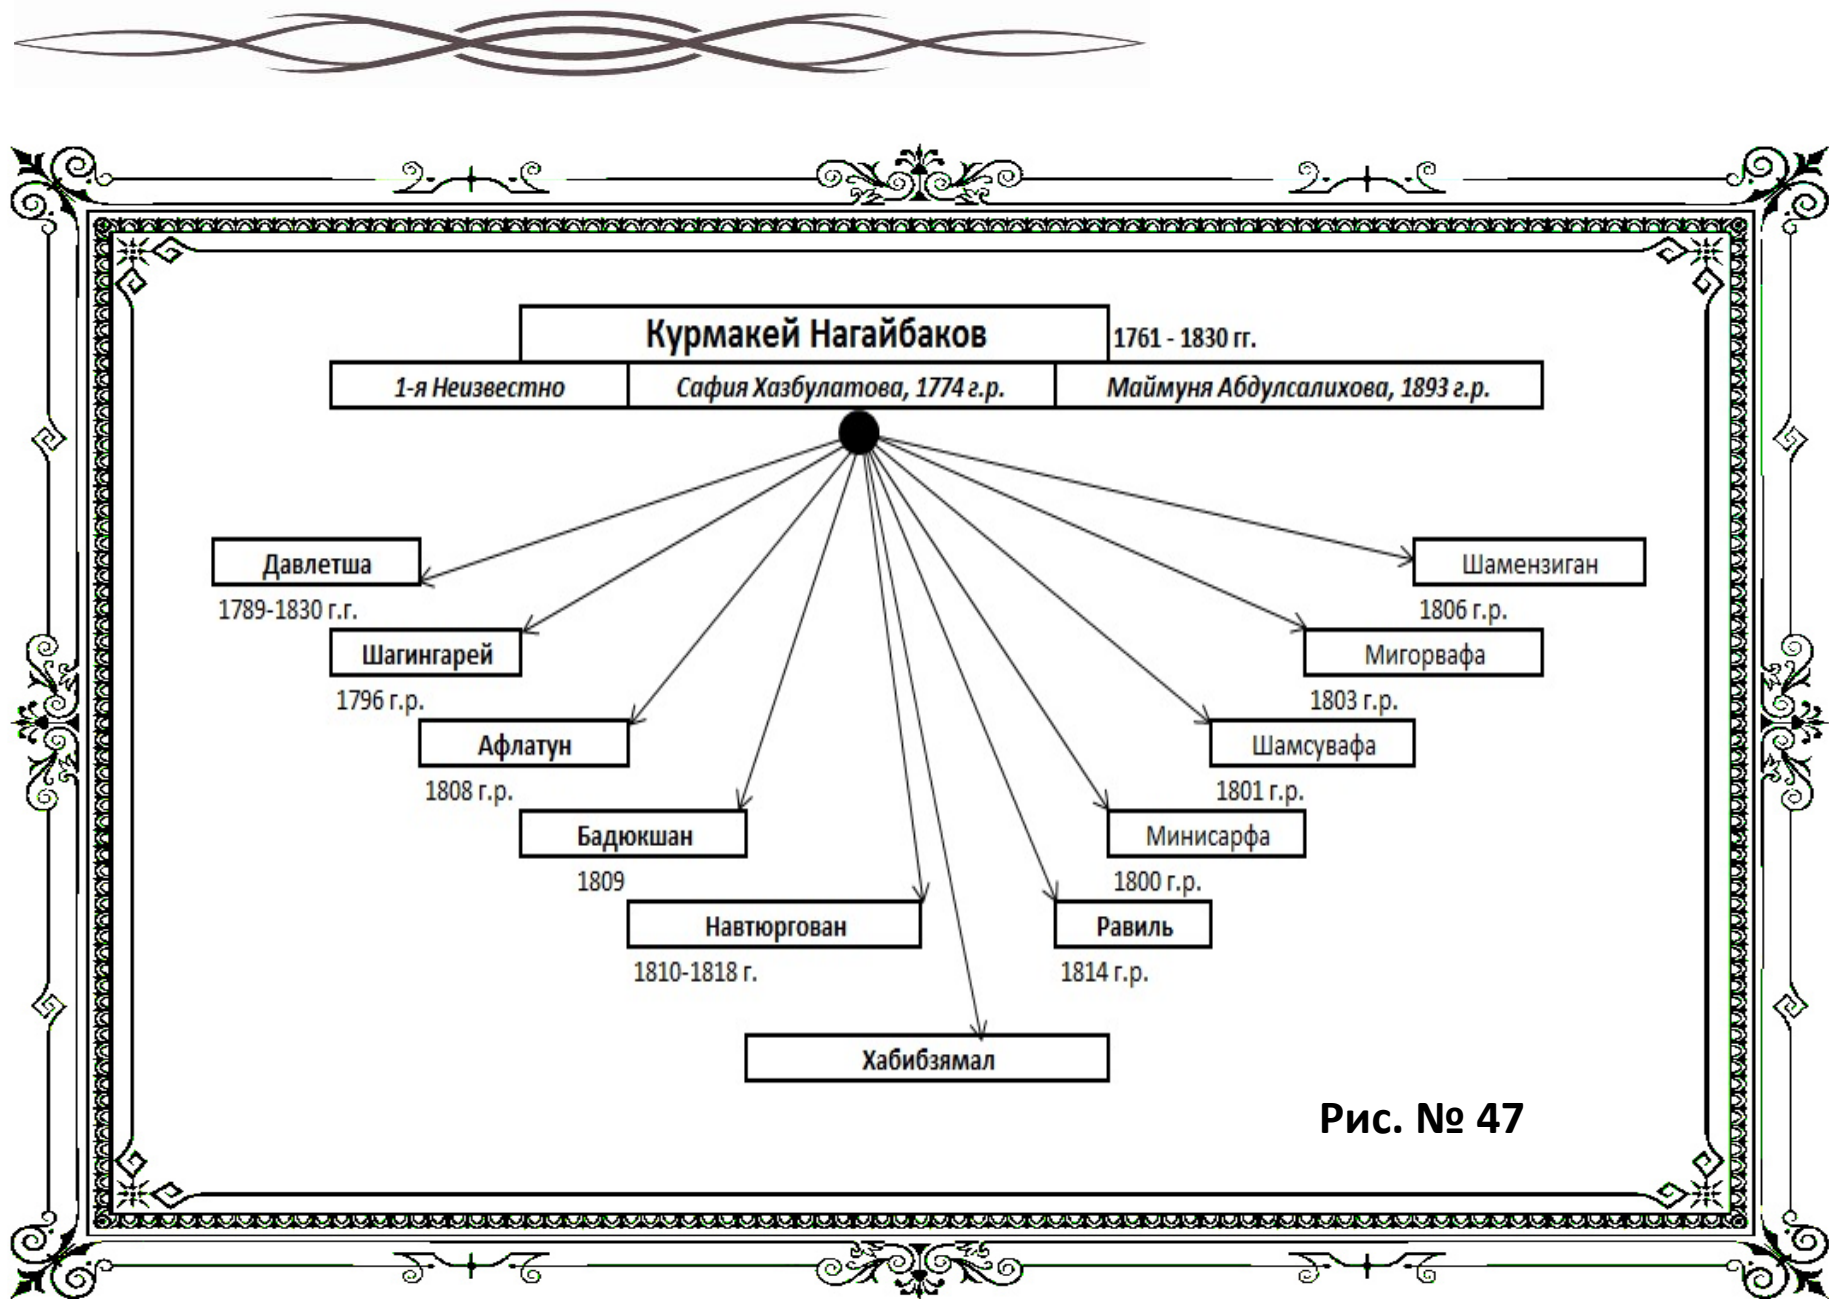 Курмакей Нагайбаков 1761 - 1830 гг.
1-я Неизвестно Сафия Хазбулатова, 1774 г.р. Маймуня Абдулсалихова, 1893 г.р.
Давлетша Шамензиган
1789-1830 г.г. 1806 г.р.
Шагингарей Мигорвафа
1796 г.р. 1803 г.р.
Афлатун Шамсувафа
1808 г.р. 1801 г.р.
Бадюкшан Минисарфа
1809 1800 г.р.
Навтюргован Равиль
1810-1818 г. 1814 г.р.
Хабибзямал
Рис. № 47